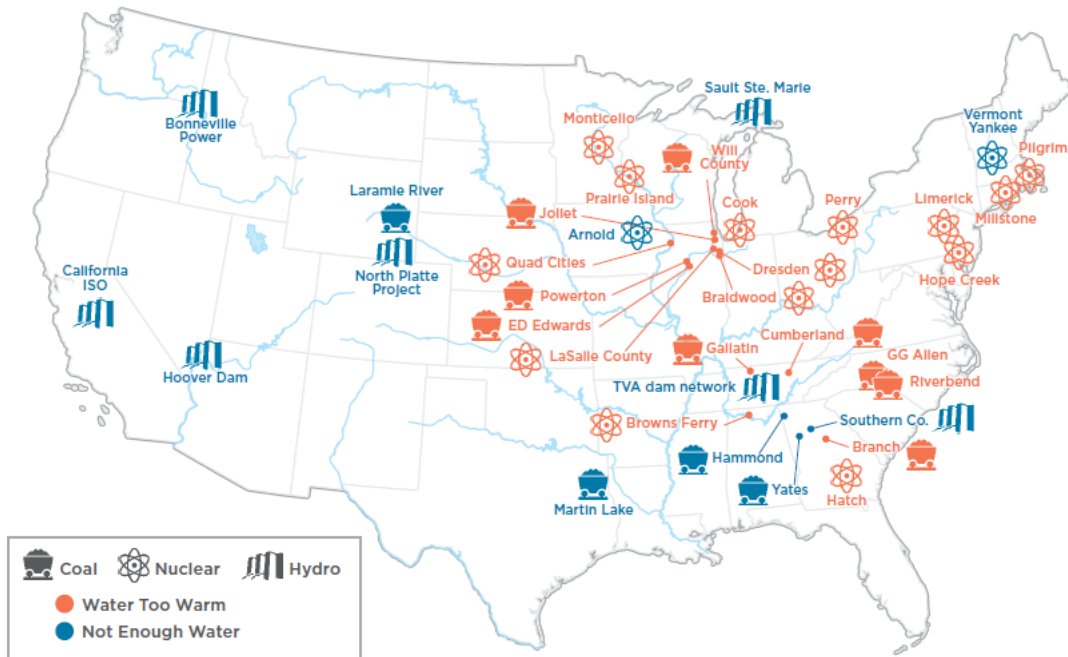 Sault Ste. Marie
Monticello
Vermont
Yankee
Bonneville
Power
Will
County
Pilgrim
Laramie River
Prairie Island
Cook
Perry
Limerick
Millstone
Joliet
Arnold
North Platte
Project
Quad Cities
Dresden
Hope Creek
California
ISO
Powerton
Braidwood
ED Edwards
Cumberland
Hoover Dam
LaSalle County
Gallatin
GG Allen
TVA dam network
Riverbend
Browns Ferry
Southern Co.
Hammond
Branch
Martin Lake
Yates
Hatch
Coal
Nuclear
Hydro
Water Too Warm
Not Enough Water